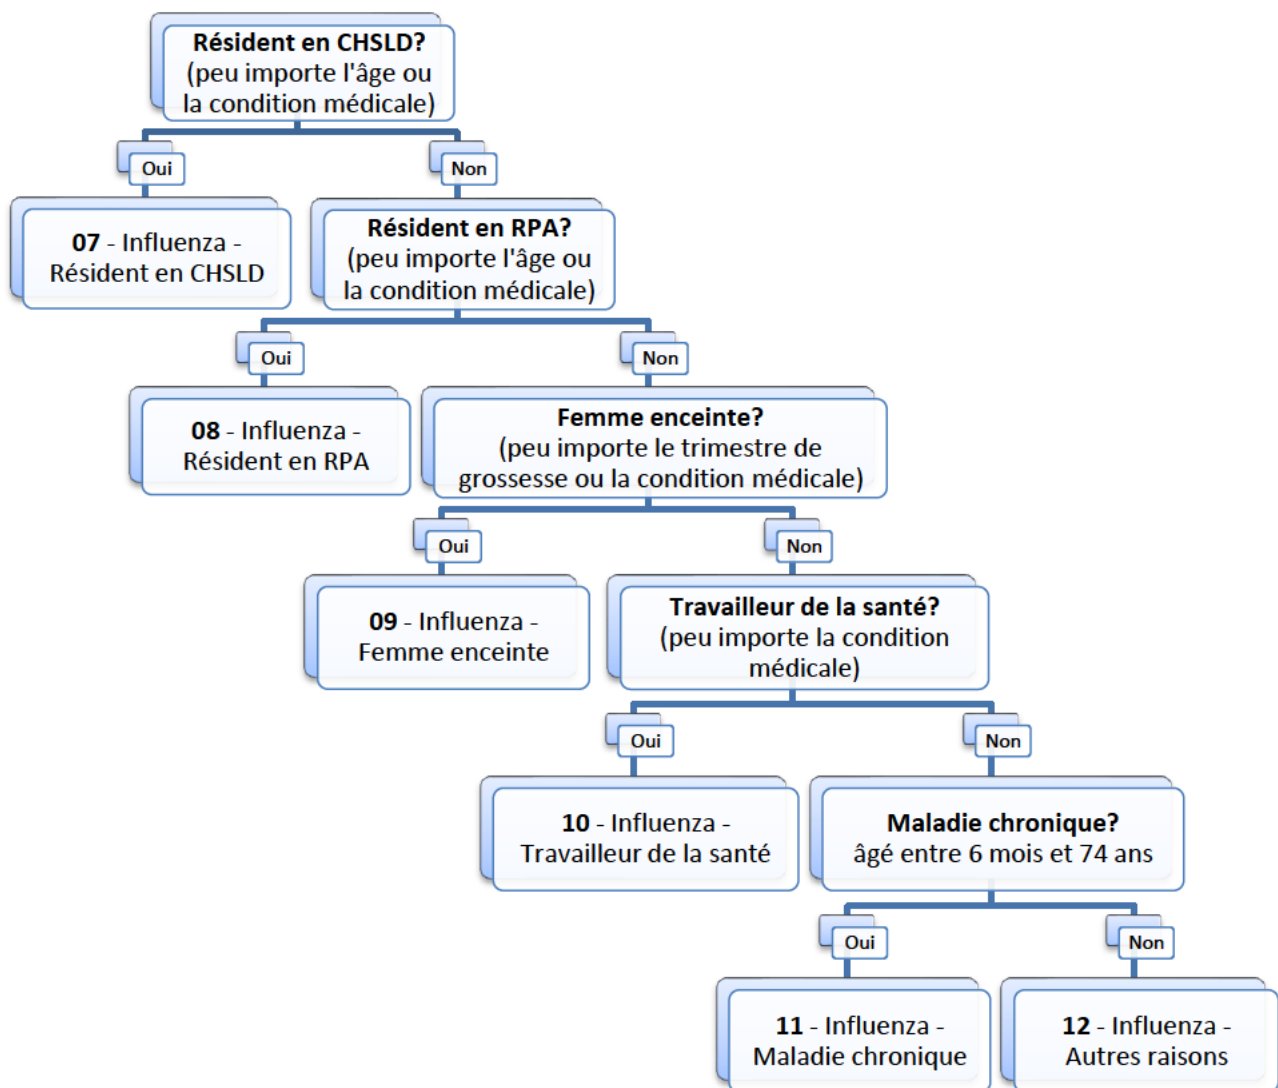 Résident en CHSLD?
(peu importe l'âge ou
la condition médicale)
Oui
Non
07 - Influenza -
Résident en CHSLD
Résident en RPA?
(peu importe l'âge ou
la condition médicale)
Oui
Non
08 - Influenza -
Résident en RPA
Femme enceinte?
(peu importe le trimestre de
grossesse ou la condition médicale)
Oui
Non
09 - Influenza -
Femme enceinte
Travailleur de la santé?
(peu importe la condition
médicale)
Oui
Non
10 - Influenza -
Travailleur de la santé
Maladie chronique?
âgé entre 6 mois et 74 ans
Oui
Non
11 - Influenza -
Maladie chronique
12 - Influenza -
Autres raisons